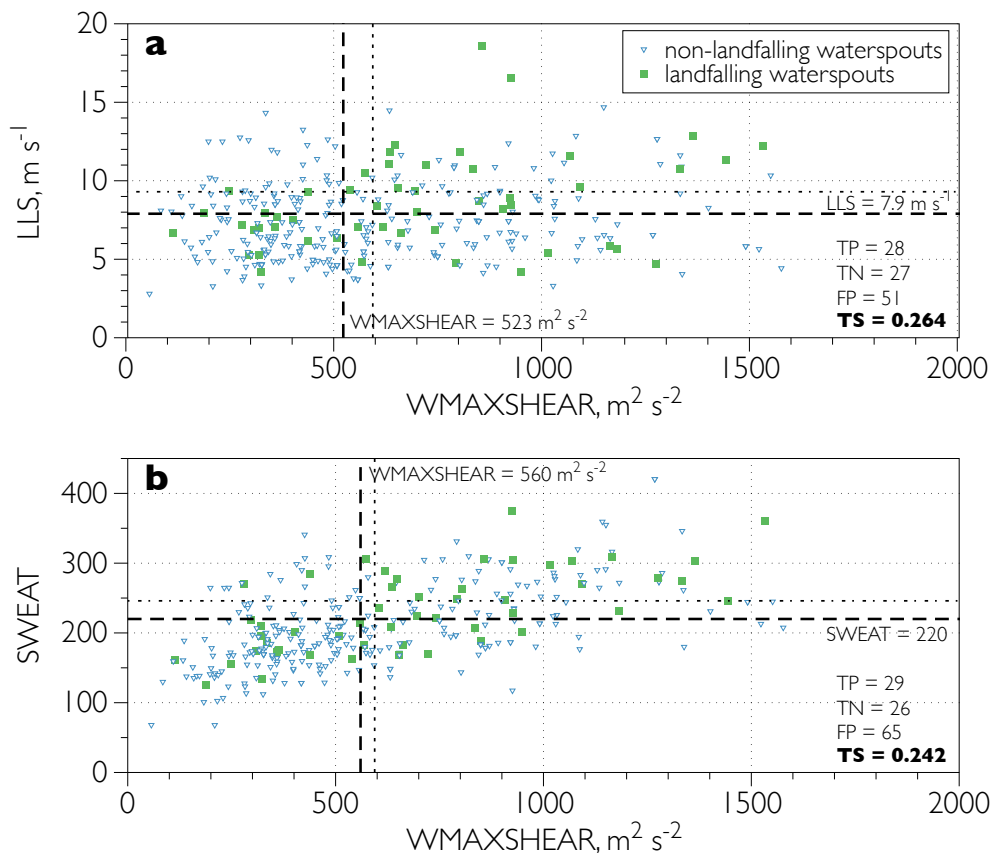 a
non-landfalling waterspouts
landfalling waterspouts
20
15
10
5
0
LLS, m s⁻¹
LLS = 7.9 m s⁻¹
TP = 28
TN = 27
FP = 51
TS = 0.264
WMAXSHEAR = 523 m² s⁻²
0 500 1000 1500 2000
WMAXSHEAR, m² s⁻²
b
WMAXSHEAR = 560 m² s⁻²
400
300
200
100
0
SWEAT
SWEAT = 220
TP = 29
TN = 26
FP = 65
TS = 0.242
0 500 1000 1500 2000
WMAXSHEAR, m² s⁻²